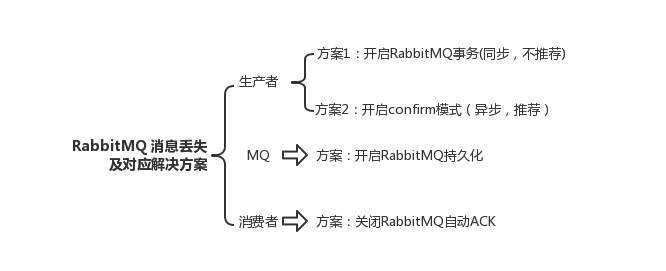 RabbitMQ 消息丢失
及对应解决方案
生产者
方案1：开启RabbitMQ事务(同步，不推荐)
方案2：开启confirm模式（异步，推荐）
MQ
方案：开启RabbitMQ持久化
消费者
方案：关闭RabbitMQ自动ACK